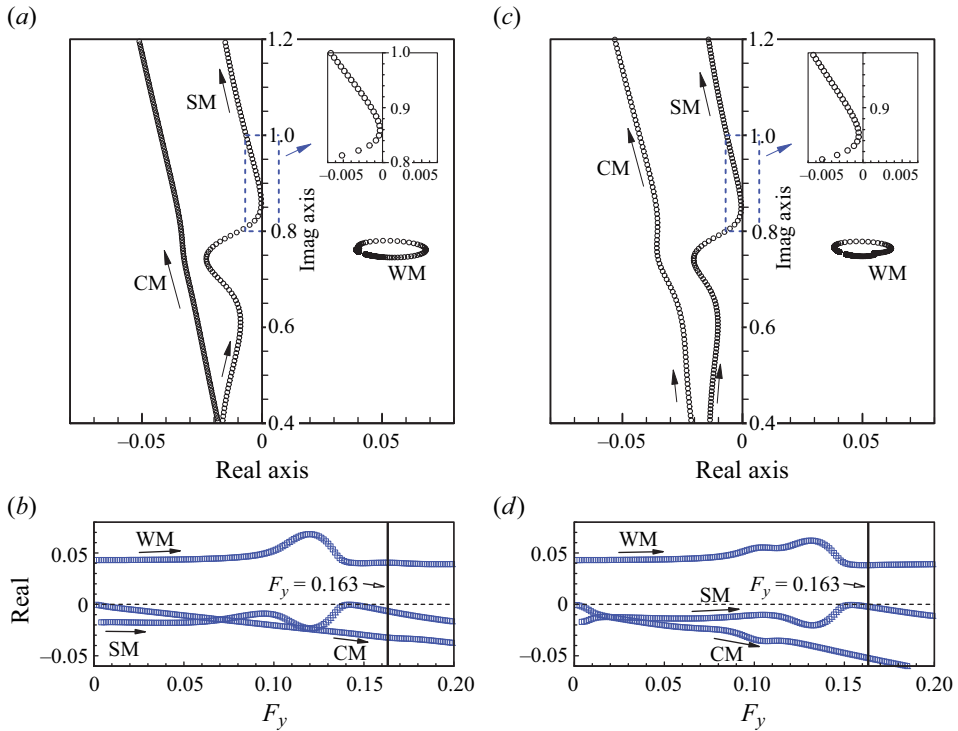 (a)
(c)
1.2
1.0
0.8
0.6
0.4
SM
CM
WM
Imag axis
1.0
0.9
0.8
–0.005
0
0.005
–0.05
0
0.05
Real axis
1.2
1.0
0.8
0.6
0.4
SM
CM
WM
Imag axis
0.9
–0.005
0
0.005
–0.05
0
0.05
Real axis
(b)
(d)
Real
0.05
0
–0.05
WM
SM
CM
F_y = 0.163
0
0.05
0.10
0.15
0.20
F_y
0.05
0
–0.05
WM
SM
CM
F_y = 0.163
0
0.05
0.10
0.15
0.20
F_y